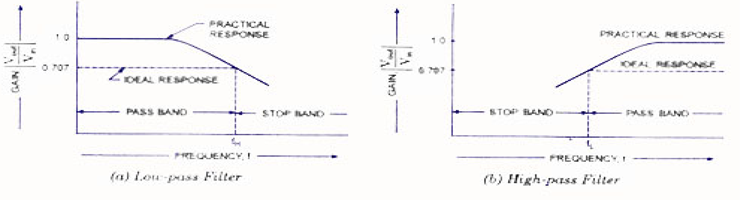 PRACTICAL
RESPONSE
1.0
GAIN, Vout
Vin
0.707
IDEAL RESPONSE
PASS BAND
STOP BAND
fH
FREQUENCY, f
(a) Low-pass Filter
PRACTICAL RESPONSE
1.0
GAIN, Vout
Vin
IDEAL RESPONSE
0.707
STOP BAND
PASS BAND
fL
FREQUENCY, f
(b) High-pass Filter